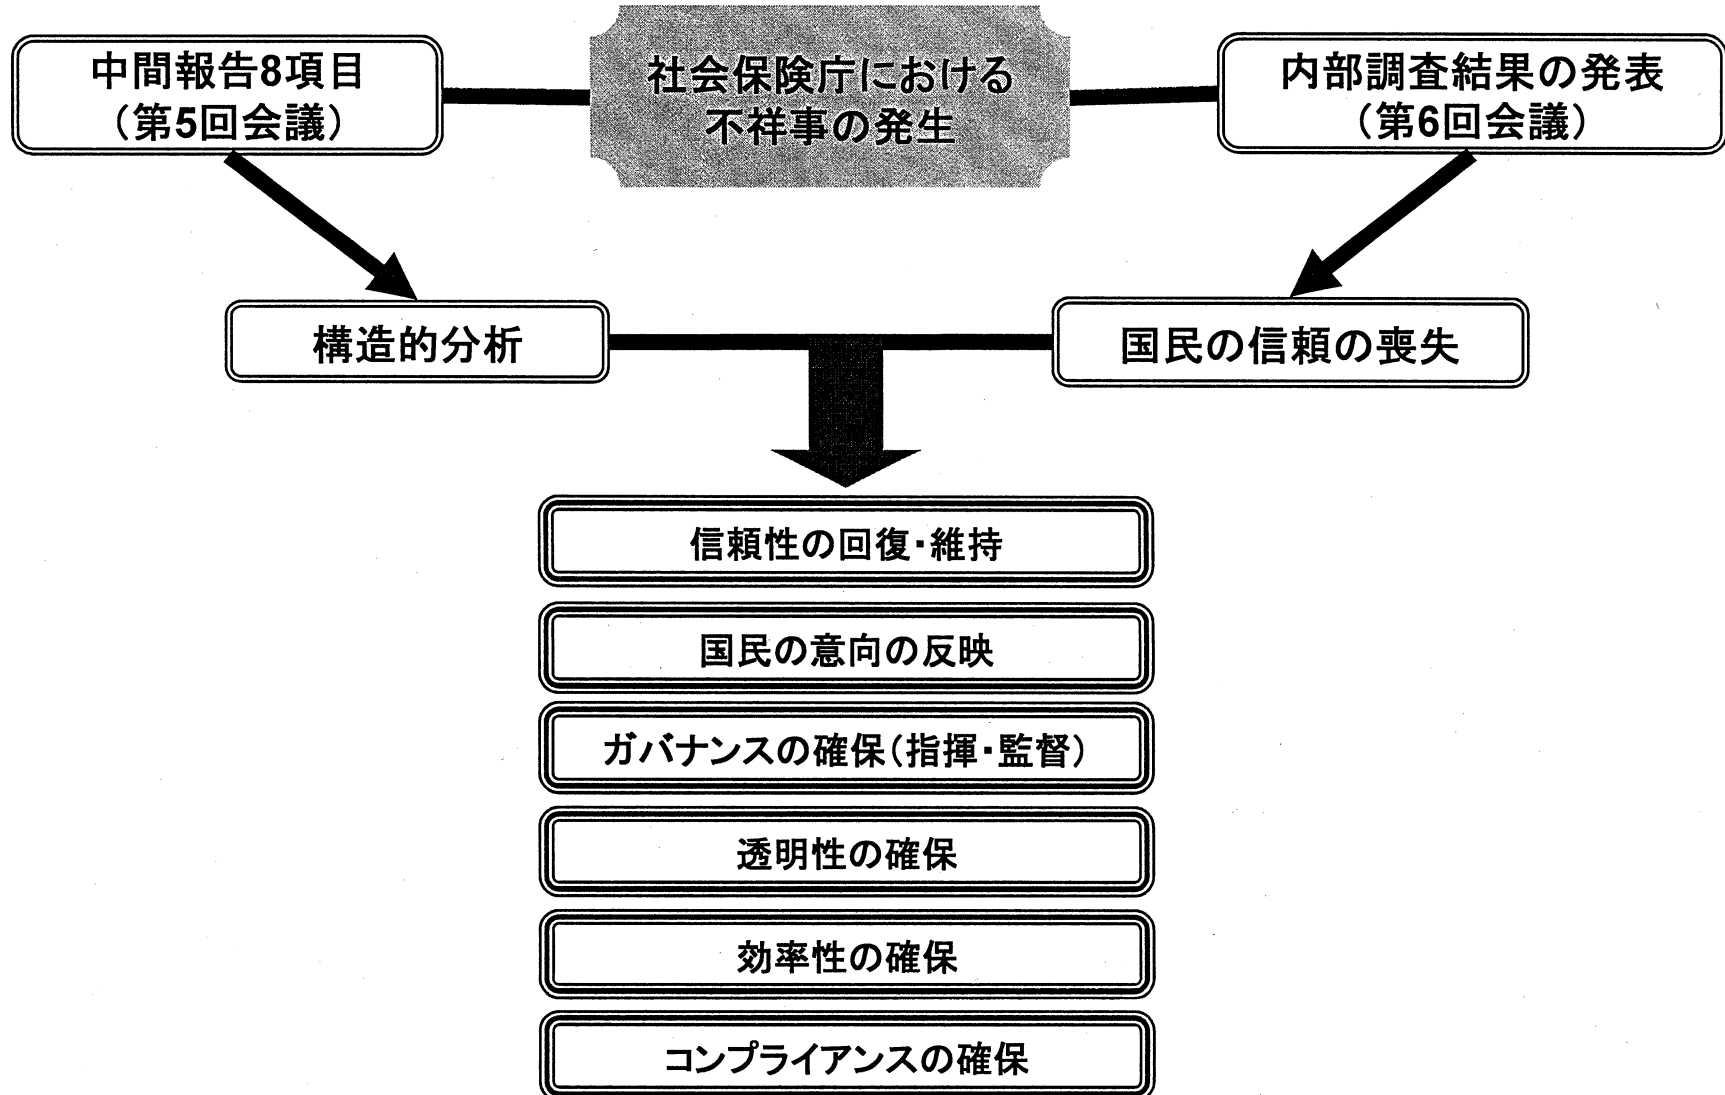 中間報告8項目
（第5回会議）
社会保険庁における
不祥事の発生
内部調査結果の発表
（第6回会議）
構造的分析
国民の信頼の喪失
信頼性の回復・維持
国民の意向の反映
ガバナンスの確保（指揮・監督）
透明性の確保
効率性の確保
コンプライアンスの確保